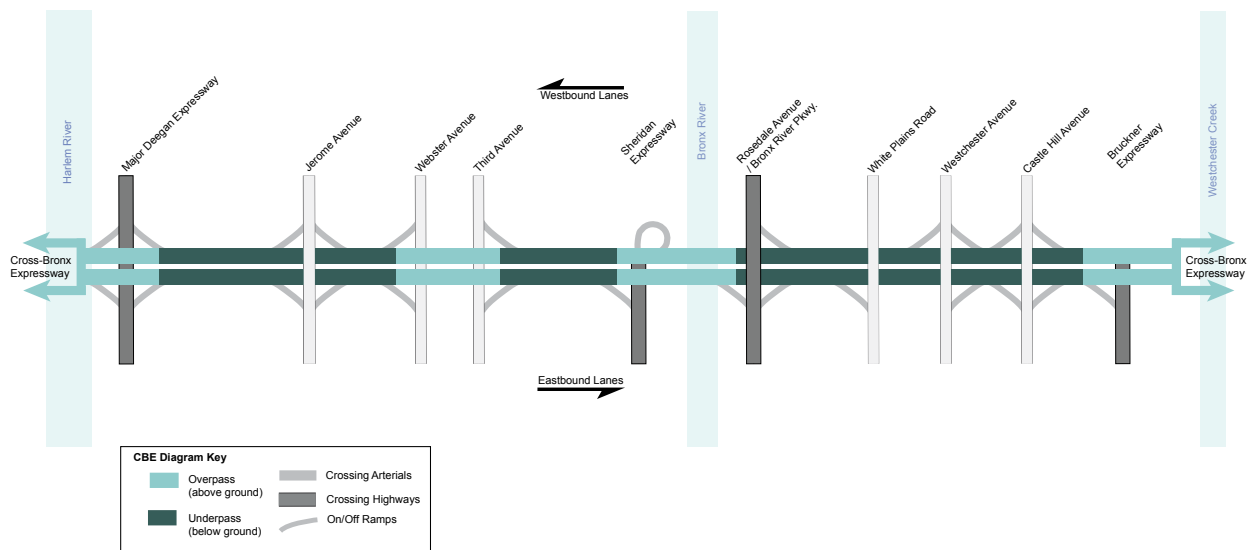 Westbound Lanes
Harlem River
Major Deegan Expressway
Jerome Avenue
Webster Avenue
Third Avenue
Sheridan
Expressway
Bronx River
Rosedale Avenue
/ Bronx River Pkwy.
White Plains Road
Westchester Avenue
Castle Hill Avenue
Bruckner
Expressway
Westchester Creek
Cross-Bronx
Expressway
Cross-Bronx
Expressway
Eastbound Lanes
CBE Diagram Key
Overpass
(above ground)
Underpass
(below ground)
Crossing Arterials
Crossing Highways
On/Off Ramps